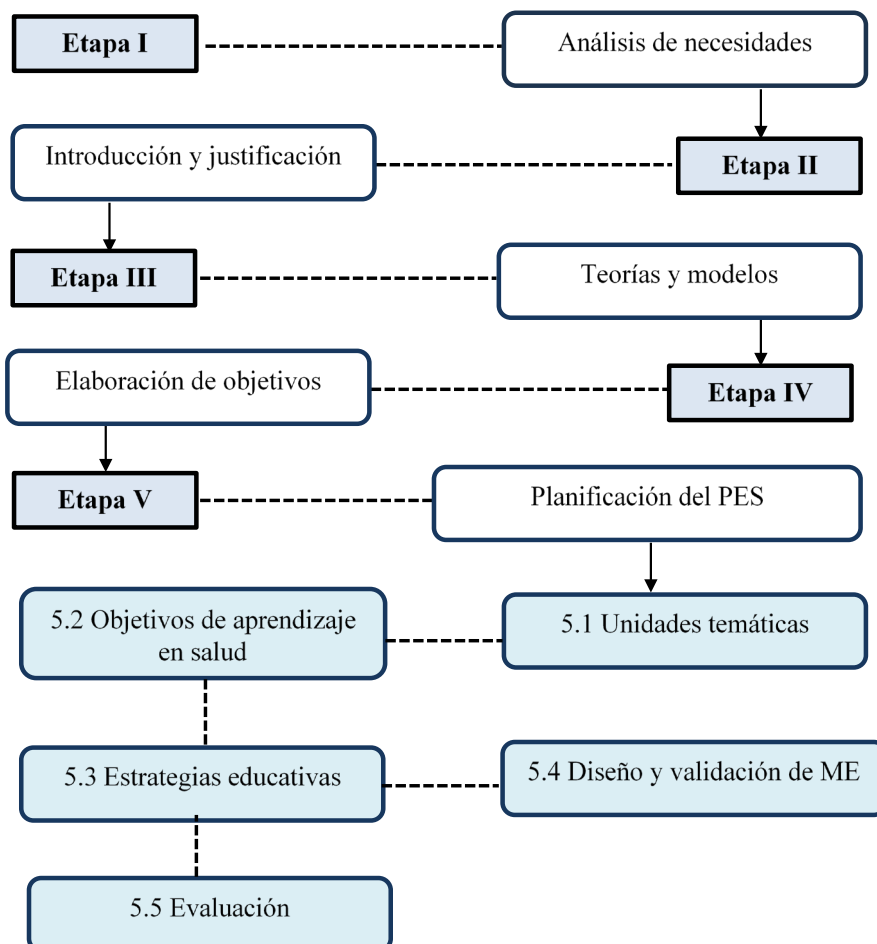 Etapa I
Análisis de necesidades
Introducción y justificación
Etapa II
Etapa III
Teorías y modelos
Elaboración de objetivos
Etapa IV
Etapa V
Planificación del PES
5.2 Objetivos de aprendizaje
en salud
5.1 Unidades temáticas
5.3 Estrategias educativas
5.4 Diseño y validación de ME
5.5 Evaluación